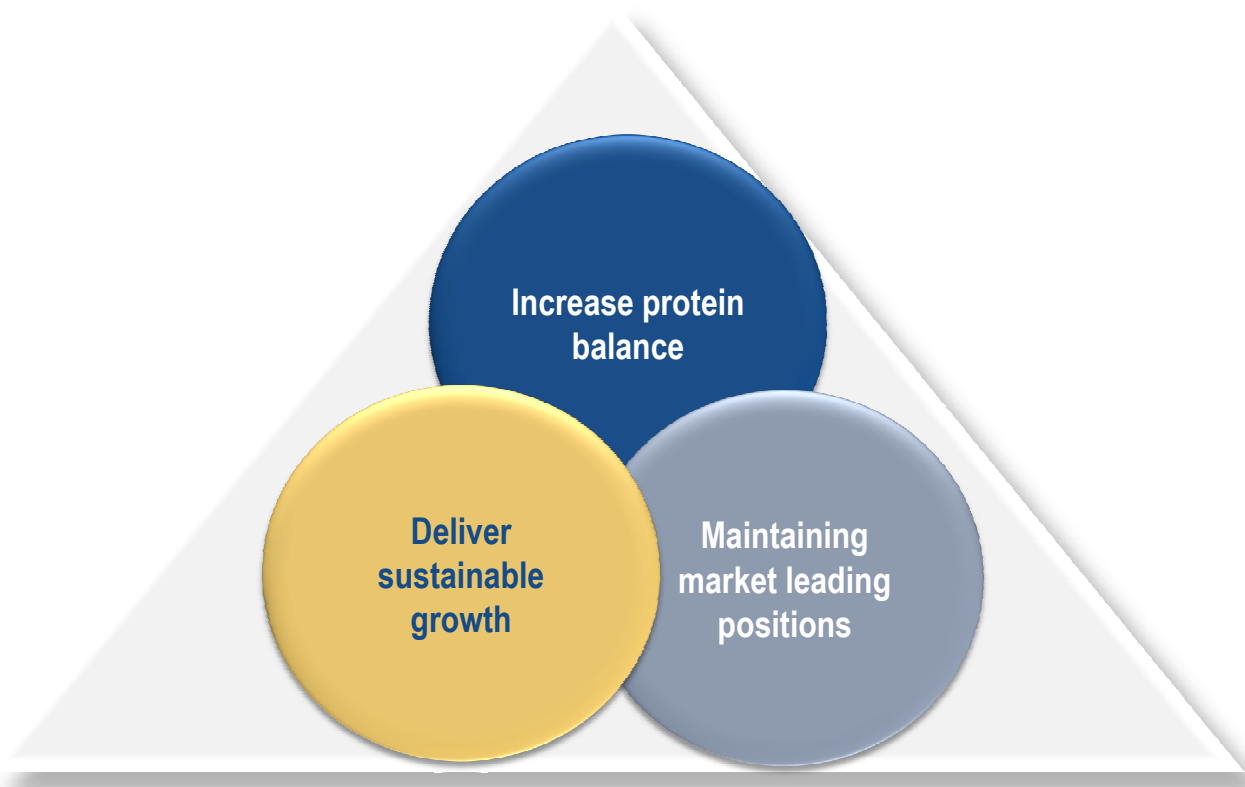 Increase protein
balance
Deliver
sustainable
growth
Maintaining
market leading
positions